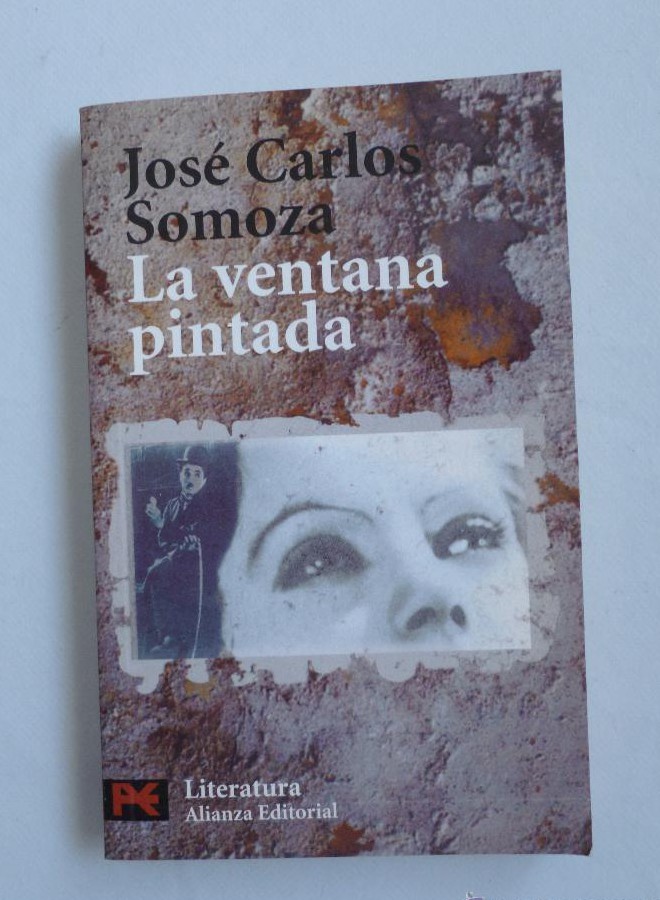 José Carlos
Somoza
La ventana
pintada
Literatura
Alianza Editorial